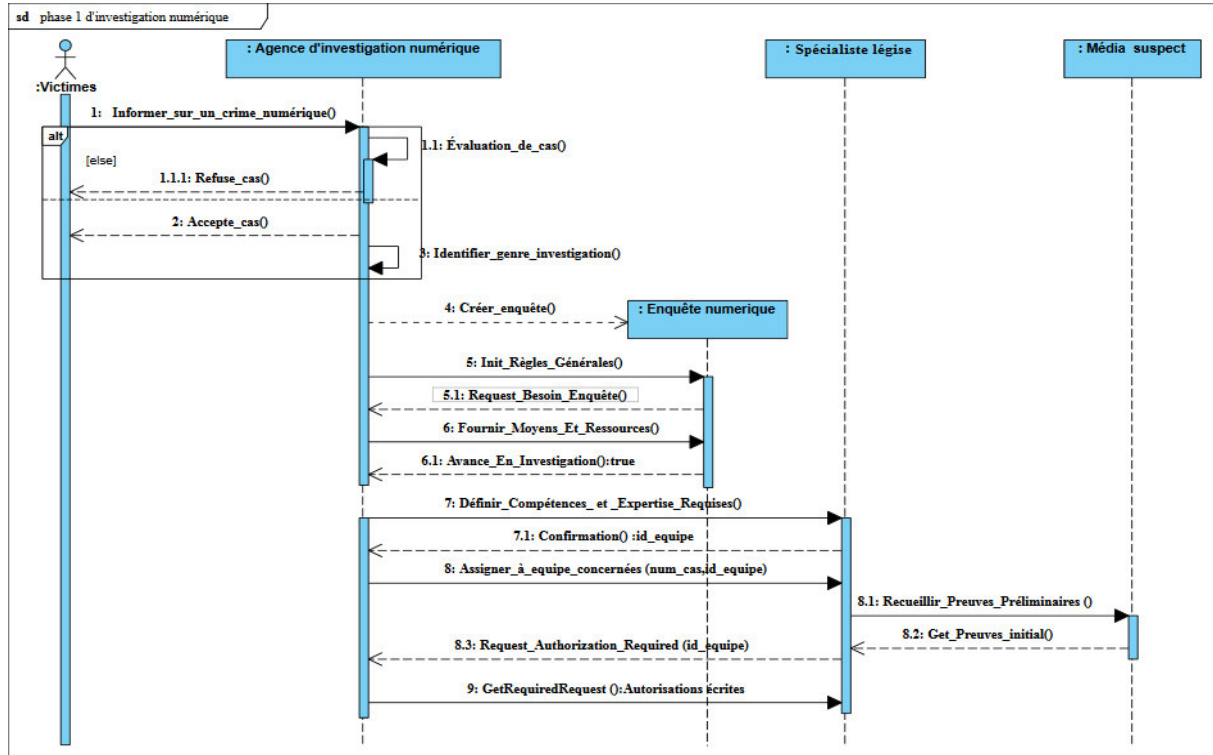 sd phase 1 d'investigation numérique
: Agence d'investigation numérique
: Spécialiste légise
: Média suspect
:Victimes
1: Informer_sur_un_crime_numérique()
alt
1.1: Évaluation_de_cas()
[else]
1.1.1: Refuse_cas()
2: Accepte_cas()
3: Identifier_genre_investigation()
4: Créer_enquête()
: Enquête numerique
5: Init_Règles_Générales()
5.1: Request_Besoin_Enquête()
6: Fournir_Moyens_Et_Ressources()
6.1: Avance_En_Investigation():true
7: Définir_Compétences_ et _Expertise_Requises()
7.1: Confirmation() :id_equipe
8: Assigner_à_equipe_concernées (num_cas,id_equipe)
8.1: Recueillir_Preuves_Préliminaires ()
8.2: Get_Preuves_initial()
8.3: Request_Authorization_Required (id_equipe)
9: GetRequiredRequest ():Autorisations écrites